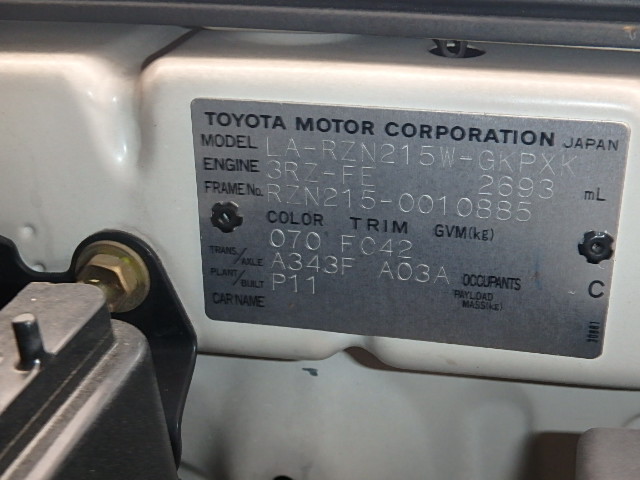 TOYOTA MOTOR CORPORATION JAPAN
MODEL LA-RZN215W-GKPXK
ENGINE 3RZ-FE 2693 mL
FRAME No. RZN215-0010885
COLOR TRIM GVM(kg)
070 FC42
TRANS./AXLE A343F A03A OCCUPANTS
PLANT/BUILT P11 PAYLOAD MASS(kg) C
CAR NAME